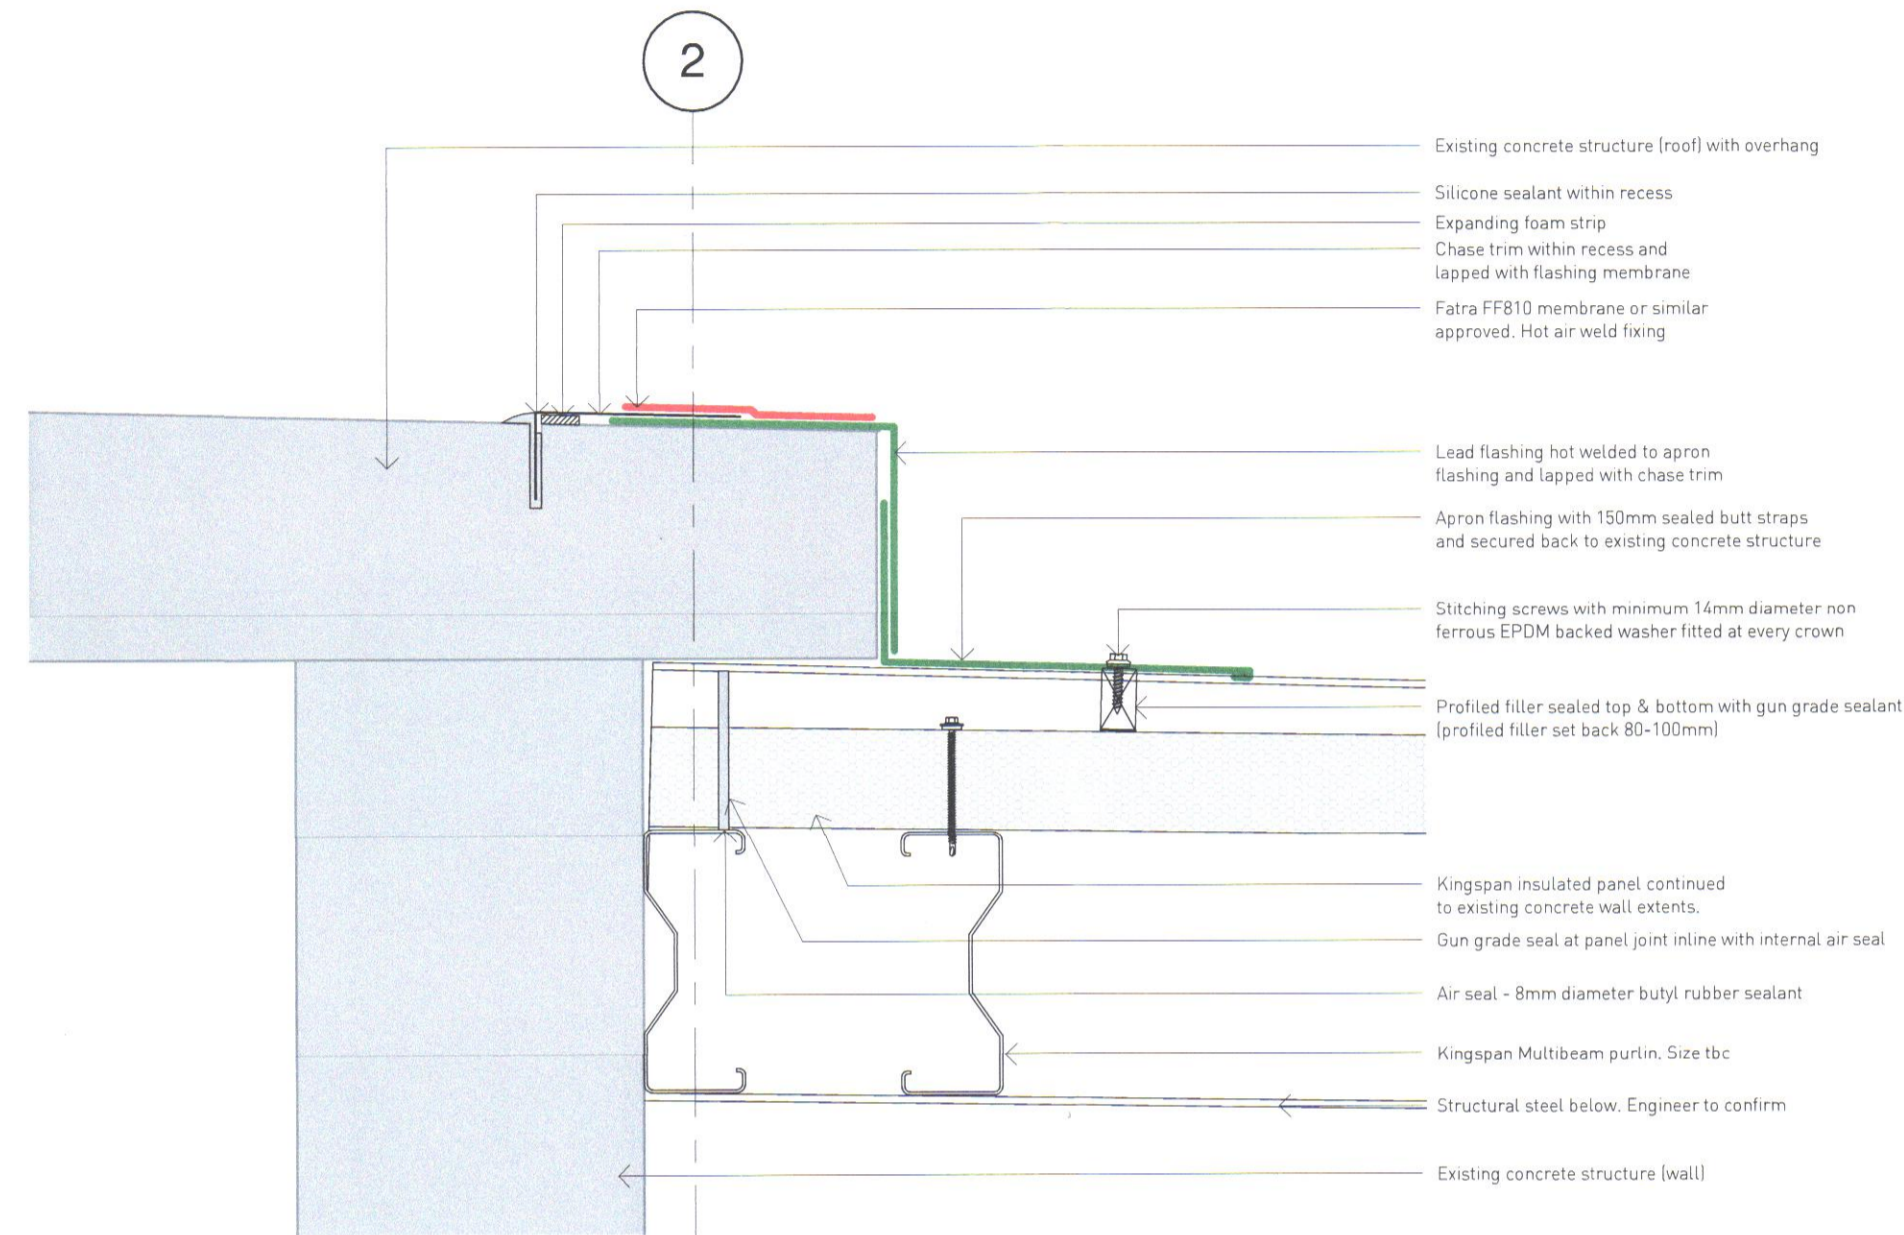 2
Existing concrete structure (roof) with overhang
Silicone sealant within recess
Expanding foam strip
Chase trim within recess and
lapped with flashing membrane
Fatra FF810 membrane or similar
approved. Hot air weld fixing
Lead flashing hot welded to apron
flashing and lapped with chase trim
Apron flashing with 150mm sealed butt straps
and secured back to existing concrete structure
Stitching screws with minimum 14mm diameter non
ferrous EPDM backed washer fitted at every crown
Profiled filler sealed top & bottom with gun grade sealant
(profiled filler set back 80-100mm)
Kingspan insulated panel continued
to existing concrete wall extents.
Gun grade seal at panel joint inline with internal air seal
Air seal - 8mm diameter butyl rubber sealant
Kingspan Multibeam purlin. Size tbc
Structural steel below. Engineer to confirm
Existing concrete structure (wall)